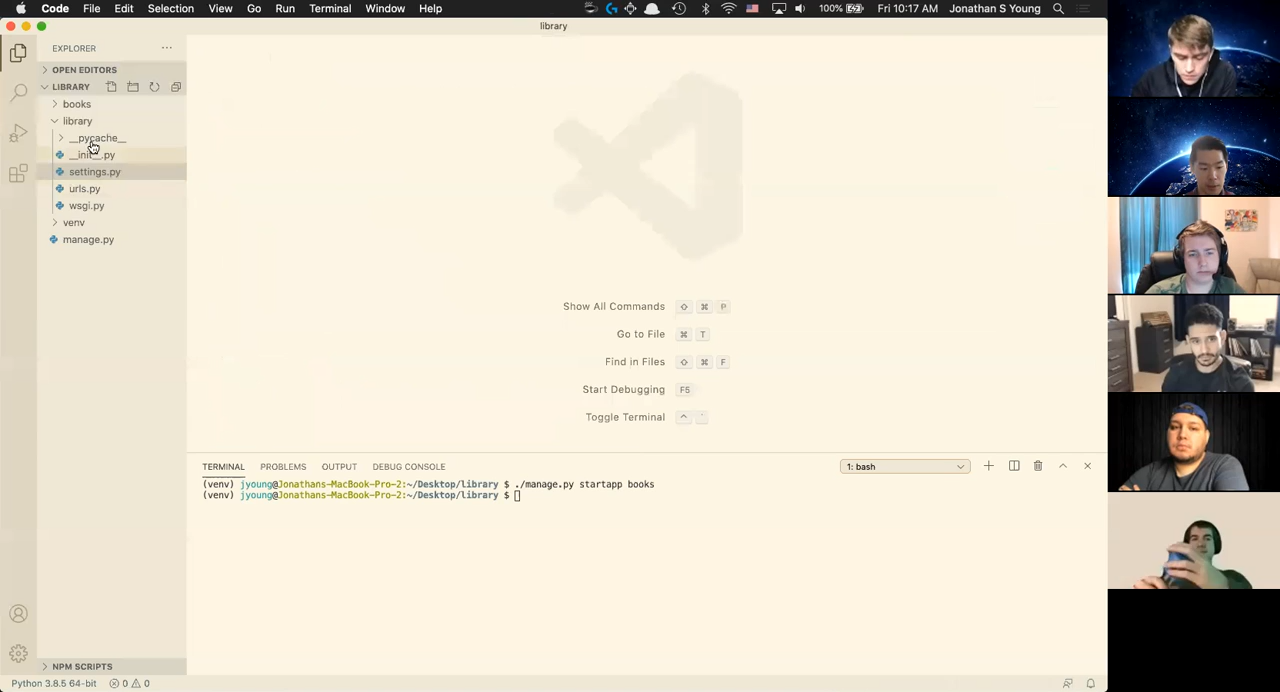 Code File Edit Selection View Go Run Terminal Window Help 100% Fri 10:17 AM Jonathan S Young
library
EXPLORER
OPEN EDITORS
LIBRARY
books
library
__pycache__
__init__.py
settings.py
urls.py
wsgi.py
venv
manage.py
Show All Commands ⇧ ⌘ P
Go to File ⌘ T
Find in Files ⇧ ⌘ F
Start Debugging F5
Toggle Terminal ^ `
TERMINAL PROBLEMS OUTPUT DEBUG CONSOLE 1: bash
(venv) jyoung@Jonathans-MacBook-Pro-2:~/Desktop/library $ ./manage.py startapp books
(venv) jyoung@Jonathans-MacBook-Pro-2:~/Desktop/library $
NPM SCRIPTS
Python 3.8.5 64-bit 0 0